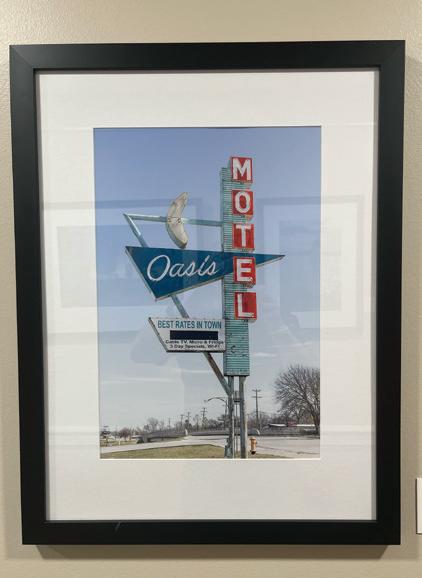 MOTEL
Oasis
BEST RATES IN TOWN
Cable TV, Micro & Fridge
3 Day Specials, WI-FI